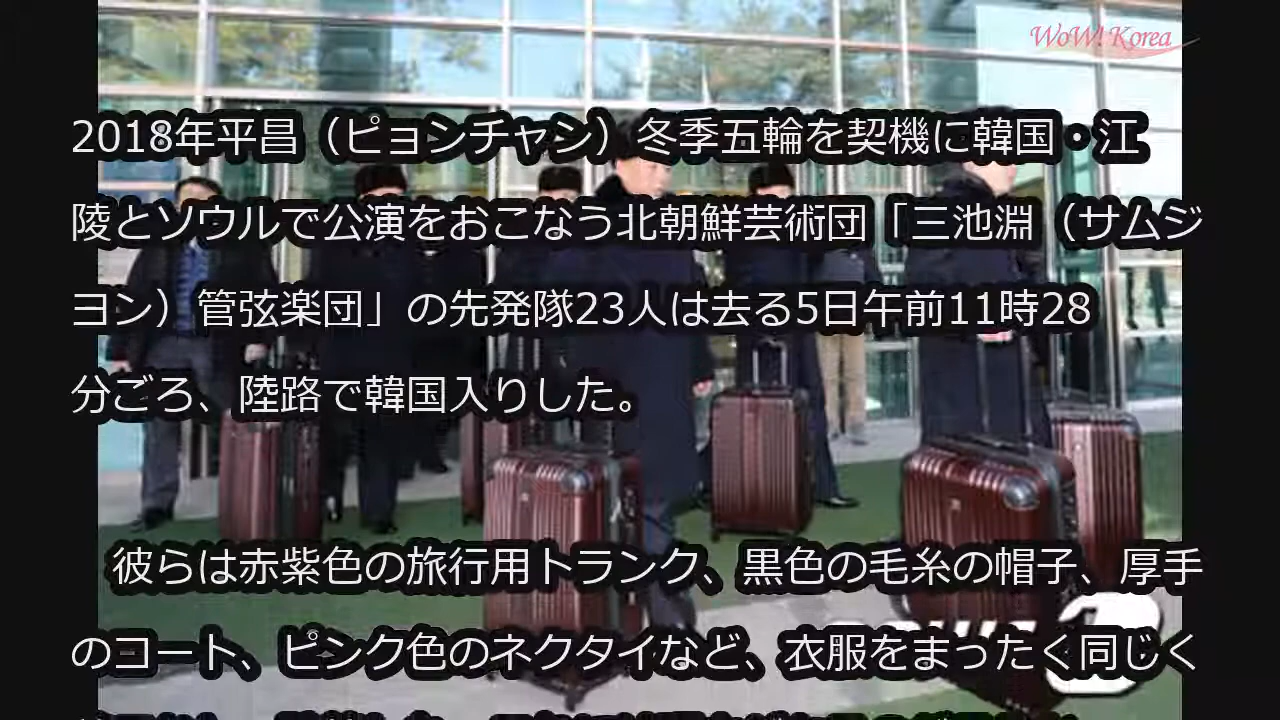 WoW! Korea
2018年平昌（ピョンチャン）冬季五輪を契機に韓国・江
陵とソウルで公演をおこなう北朝鮮芸術団「三池淵（サムジ
ヨン）管弦楽団」の先発隊23人は去る5日午前11時28
分ごろ、陸路で韓国入りした。
彼らは赤紫色の旅行用トランク、黒色の毛糸の帽子、厚手
のコート、ピンク色のネクタイなど、衣服をまったく同じく